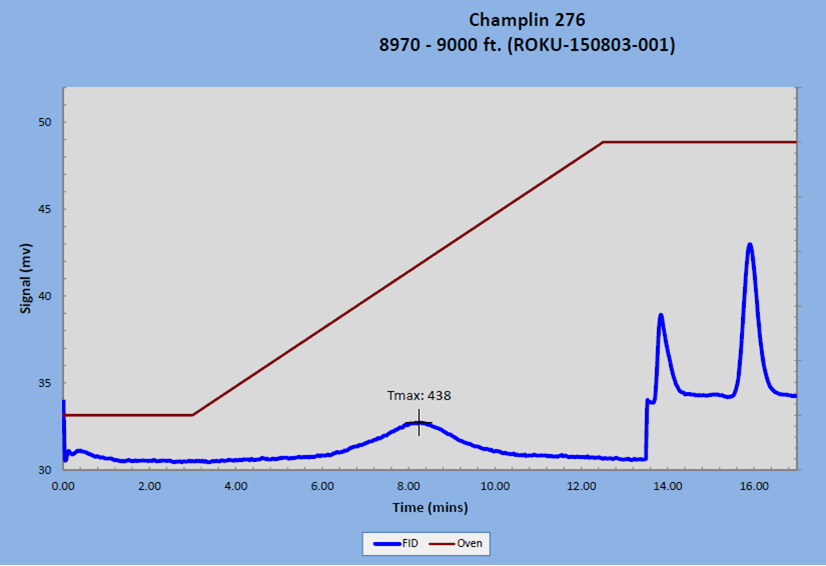 Champlin 276
8970 - 9000 ft. (ROKU-150803-001)
50
45
40
35
30
Signal (mv)
Tmax: 438
0.00 2.00 4.00 6.00 8.00 10.00 12.00 14.00 16.00
Time (mins)
FID Oven